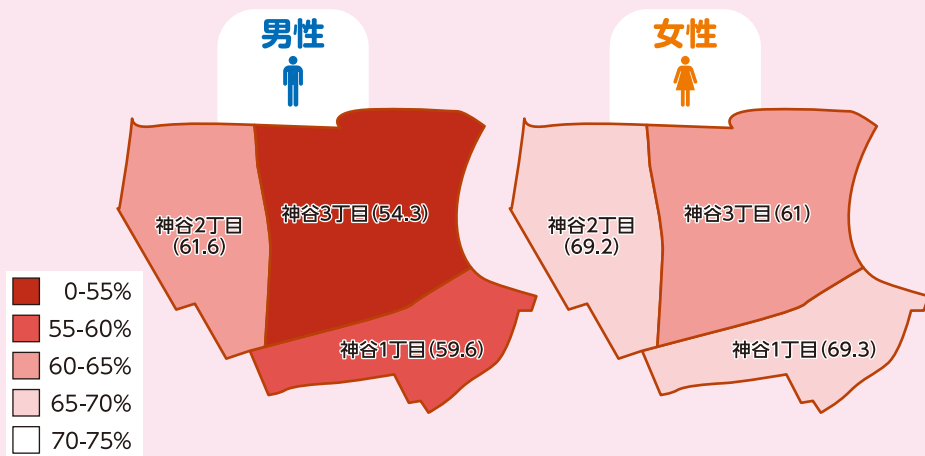 男性
女性
神谷2丁目
(61.6)
神谷3丁目(54.3)
神谷1丁目(59.6)
神谷2丁目
(69.2)
神谷3丁目(61)
神谷1丁目(69.3)
0-55%
55-60%
60-65%
65-70%
70-75%